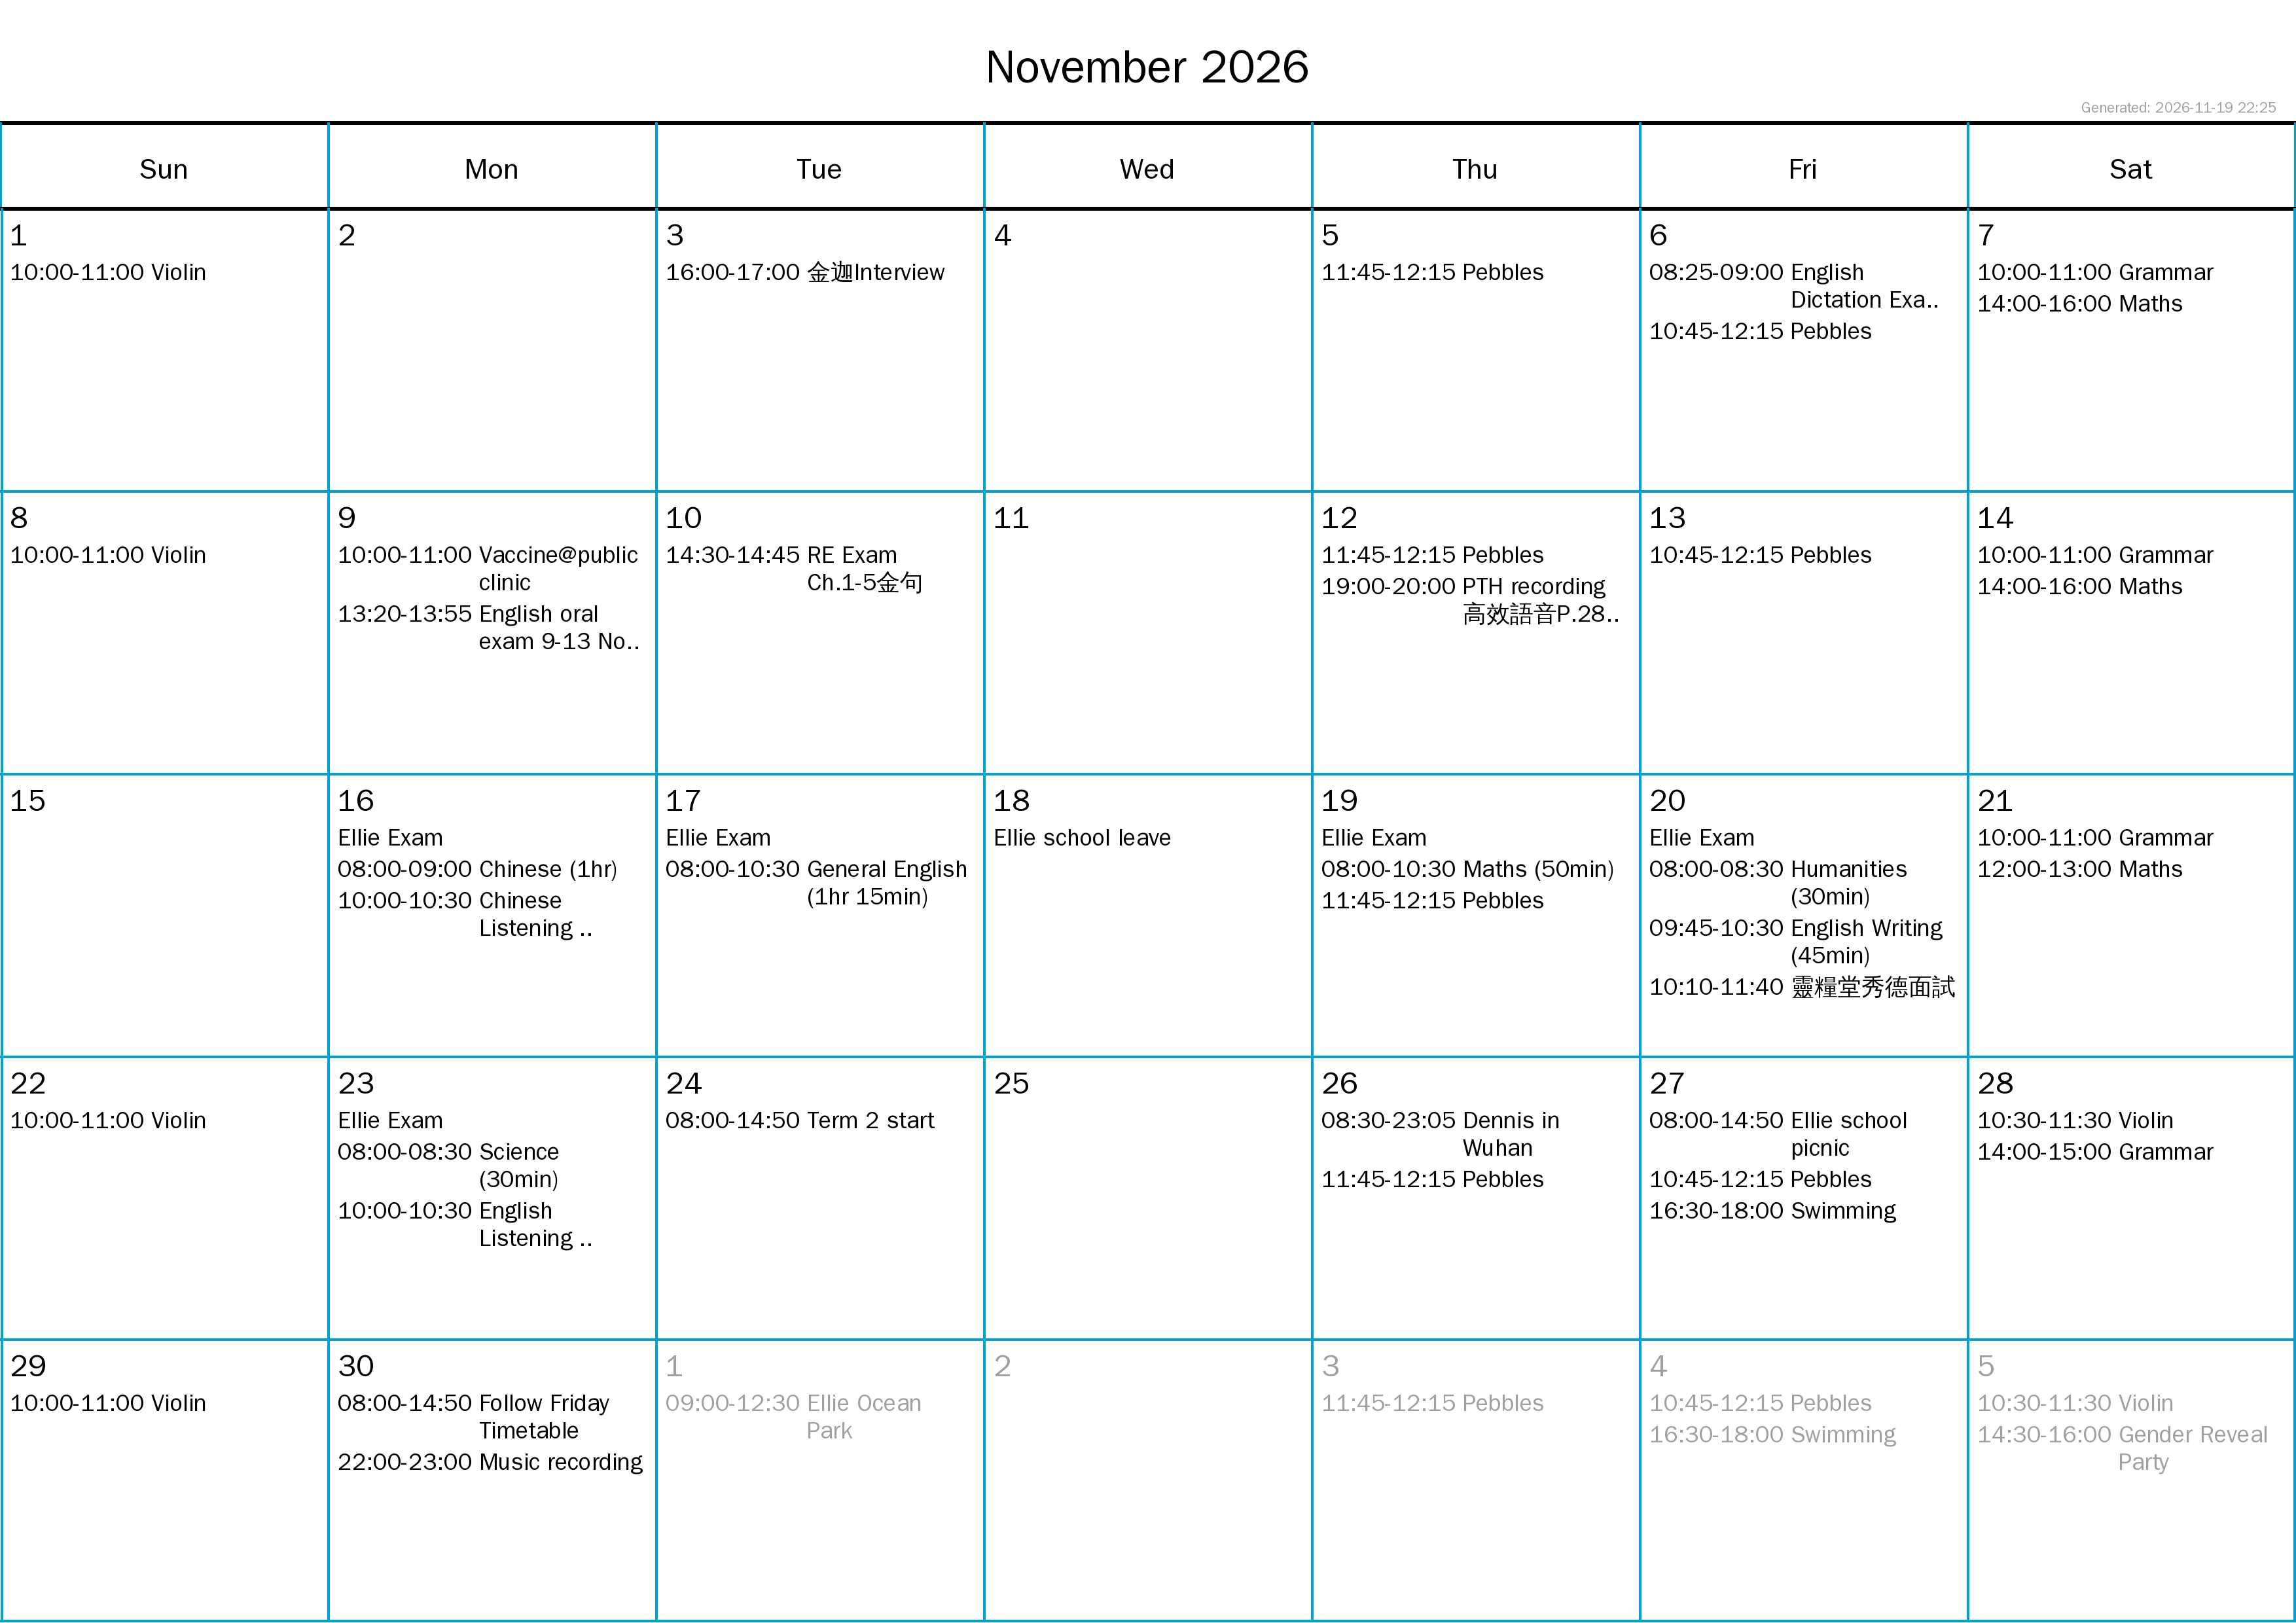 November 2026
Generated: 2026-11-19 22:25
Sun Mon Tue Wed Thu Fri Sat
1
10:00-11:00 Violin
2
3
16:00-17:00 金迦Interview
4
5
11:45-12:15 Pebbles
6
08:25-09:00 English
Dictation Exa..
10:45-12:15 Pebbles
7
10:00-11:00 Grammar
14:00-16:00 Maths
8
10:00-11:00 Violin
9
10:00-11:00 Vaccine@public
clinic
13:20-13:55 English oral
exam 9-13 No..
10
14:30-14:45 RE Exam
Ch.1-5金句
11
12
11:45-12:15 Pebbles
19:00-20:00 PTH recording
高效語音P.28..
13
10:45-12:15 Pebbles
14
10:00-11:00 Grammar
14:00-16:00 Maths
15
16
Ellie Exam
08:00-09:00 Chinese (1hr)
10:00-10:30 Chinese
Listening ..
17
Ellie Exam
08:00-10:30 General English
(1hr 15min)
18
Ellie school leave
19
Ellie Exam
08:00-10:30 Maths (50min)
11:45-12:15 Pebbles
20
Ellie Exam
08:00-08:30 Humanities
(30min)
09:45-10:30 English Writing
(45min)
10:10-11:40 靈糧堂秀德面試
21
10:00-11:00 Grammar
12:00-13:00 Maths
22
10:00-11:00 Violin
23
Ellie Exam
08:00-08:30 Science
(30min)
10:00-10:30 English
Listening ..
24
08:00-14:50 Term 2 start
25
26
08:30-23:05 Dennis in
Wuhan
11:45-12:15 Pebbles
27
08:00-14:50 Ellie school
picnic
10:45-12:15 Pebbles
16:30-18:00 Swimming
28
10:30-11:30 Violin
14:00-15:00 Grammar
29
10:00-11:00 Violin
30
08:00-14:50 Follow Friday
Timetable
22:00-23:00 Music recording
1
09:00-12:30 Ellie Ocean
Park
2
3
11:45-12:15 Pebbles
4
10:45-12:15 Pebbles
16:30-18:00 Swimming
5
10:30-11:30 Violin
14:30-16:00 Gender Reveal
Party